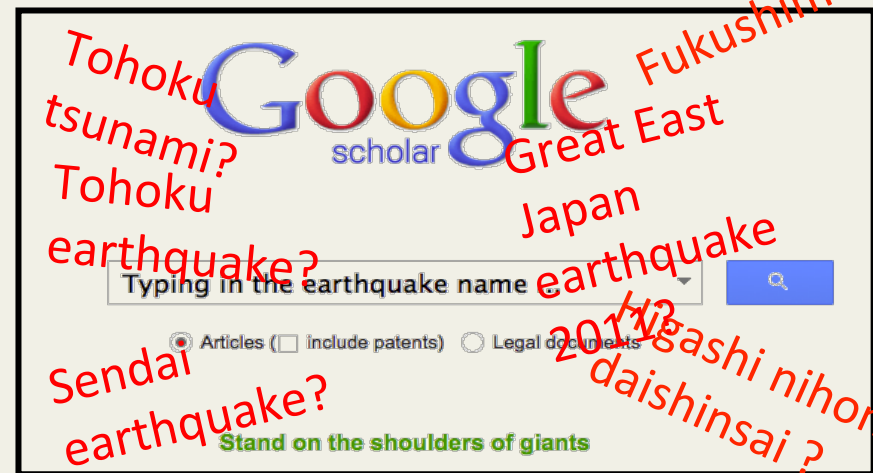 Tohoku
tsunami?
Fukushim
Google
scholar
Great East
Japan
earthquake
2011?
Tohoku
earthquake?
Typing in the earthquake name ...
Articles ( include patents) Legal documents
Higashi nihon
daishinsai ?
Sendai
earthquake?
Stand on the shoulders of giants